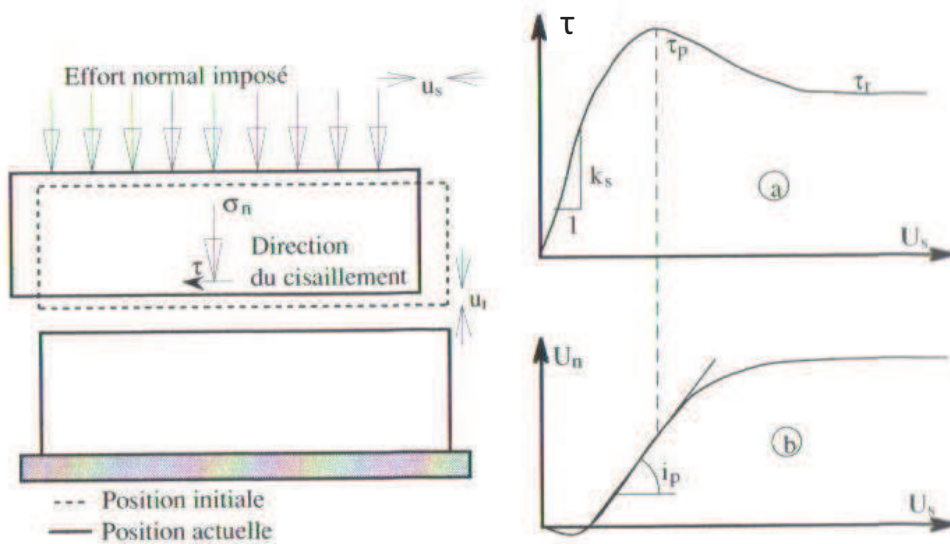 Effort normal imposé
u_s
σ_n
Direction
τ
du cisaillement
u_t
Position initiale
Position actuelle
τ
τ_p
τ_r
k_s
1
a
U_s
U_n
b
i_p
U_s